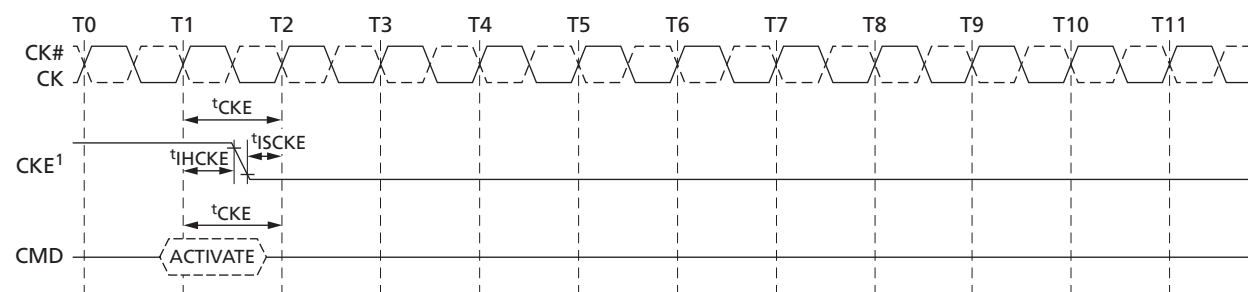 T0 T1 T2 T3 T4 T5 T6 T7 T8 T9 T10 T11
CK#
CK
tCKE
tISCKE
tIHCKE
CKE1
tCKE
CMD
ACTIVATE